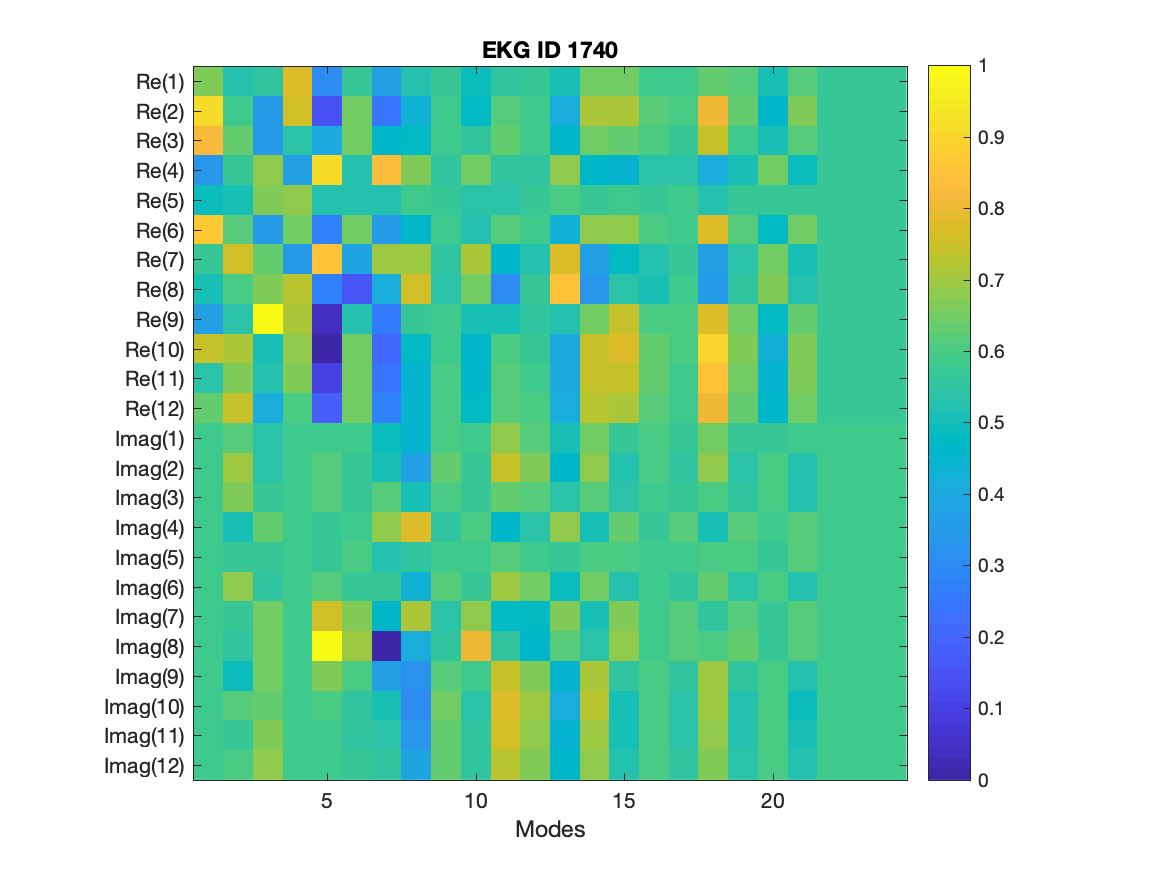 EKG ID 1740
Re(1)
Re(2)
Re(3)
Re(4)
Re(5)
Re(6)
Re(7)
Re(8)
Re(9)
Re(10)
Re(11)
Re(12)
Imag(1)
Imag(2)
Imag(3)
Imag(4)
Imag(5)
Imag(6)
Imag(7)
Imag(8)
Imag(9)
Imag(10)
Imag(11)
Imag(12)
5 10 15 20
Modes
1
0.9
0.8
0.7
0.6
0.5
0.4
0.3
0.2
0.1
0